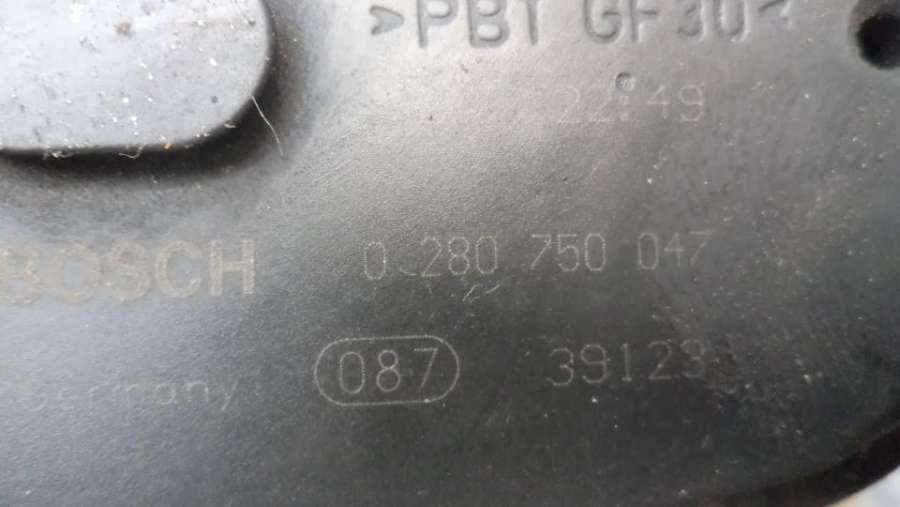 >PBT GF30<
22:49
BOSCH 0 280 750 047
Germany 087 39123